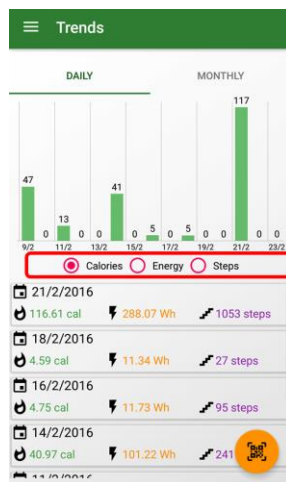 Trends
DAILY MONTHLY
117
47
41
13
0 0 0 0 5 0 5 0 0 0 0
9/2 11/2 13/2 15/2 17/2 19/2 21/2 23/2
Calories Energy Steps
21/2/2016
116.61 cal 288.07 Wh 1053 steps
18/2/2016
4.59 cal 11.34 Wh 27 steps
16/2/2016
4.75 cal 11.73 Wh 95 steps
14/2/2016
40.97 cal 101.22 Wh 241
11/2/2016